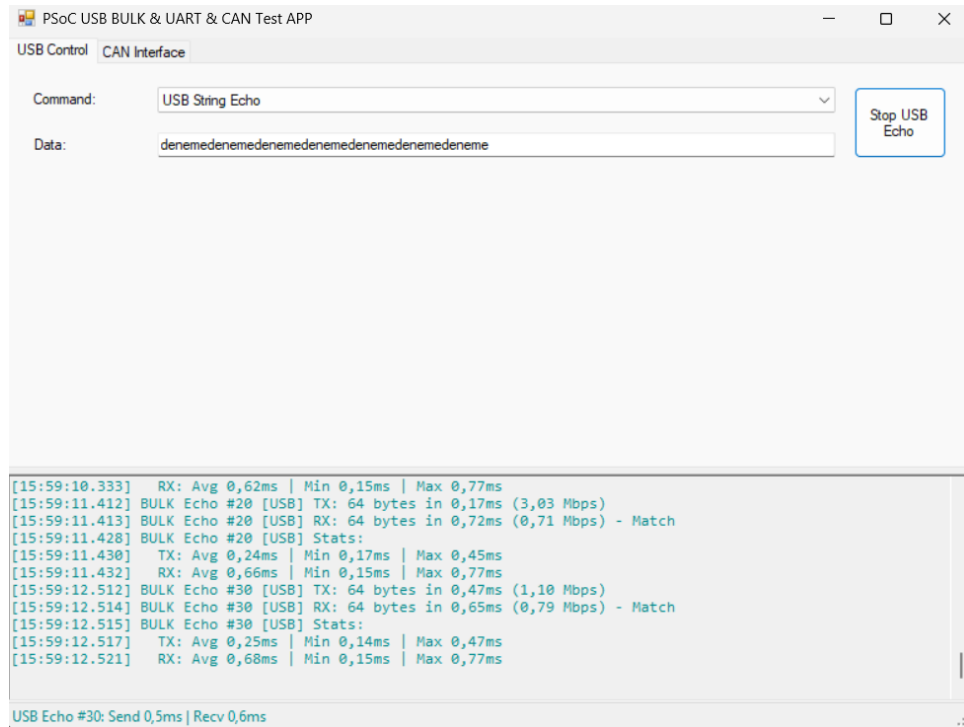 PSoC USB BULK & UART & CAN Test APP
USB Control CAN Interface
Command: USB String Echo
Stop USB Echo
Data: denemedenemedenemedenemedenemedenemedeneme
[15:59:10.333]   RX: Avg 0,62ms | Min 0,15ms | Max 0,77ms
[15:59:11.412] BULK Echo #20 [USB] TX: 64 bytes in 0,17ms (3,03 Mbps)
[15:59:11.413] BULK Echo #20 [USB] RX: 64 bytes in 0,72ms (0,71 Mbps) - Match
[15:59:11.428] BULK Echo #20 [USB] Stats:
[15:59:11.430]   TX: Avg 0,24ms | Min 0,17ms | Max 0,45ms
[15:59:11.432]   RX: Avg 0,66ms | Min 0,15ms | Max 0,77ms
[15:59:12.512] BULK Echo #30 [USB] TX: 64 bytes in 0,47ms (1,10 Mbps)
[15:59:12.514] BULK Echo #30 [USB] RX: 64 bytes in 0,65ms (0,79 Mbps) - Match
[15:59:12.515] BULK Echo #30 [USB] Stats:
[15:59:12.517]   TX: Avg 0,25ms | Min 0,14ms | Max 0,47ms
[15:59:12.521]   RX: Avg 0,68ms | Min 0,15ms | Max 0,77ms
USB Echo #30: Send 0,5ms | Recv 0,6ms